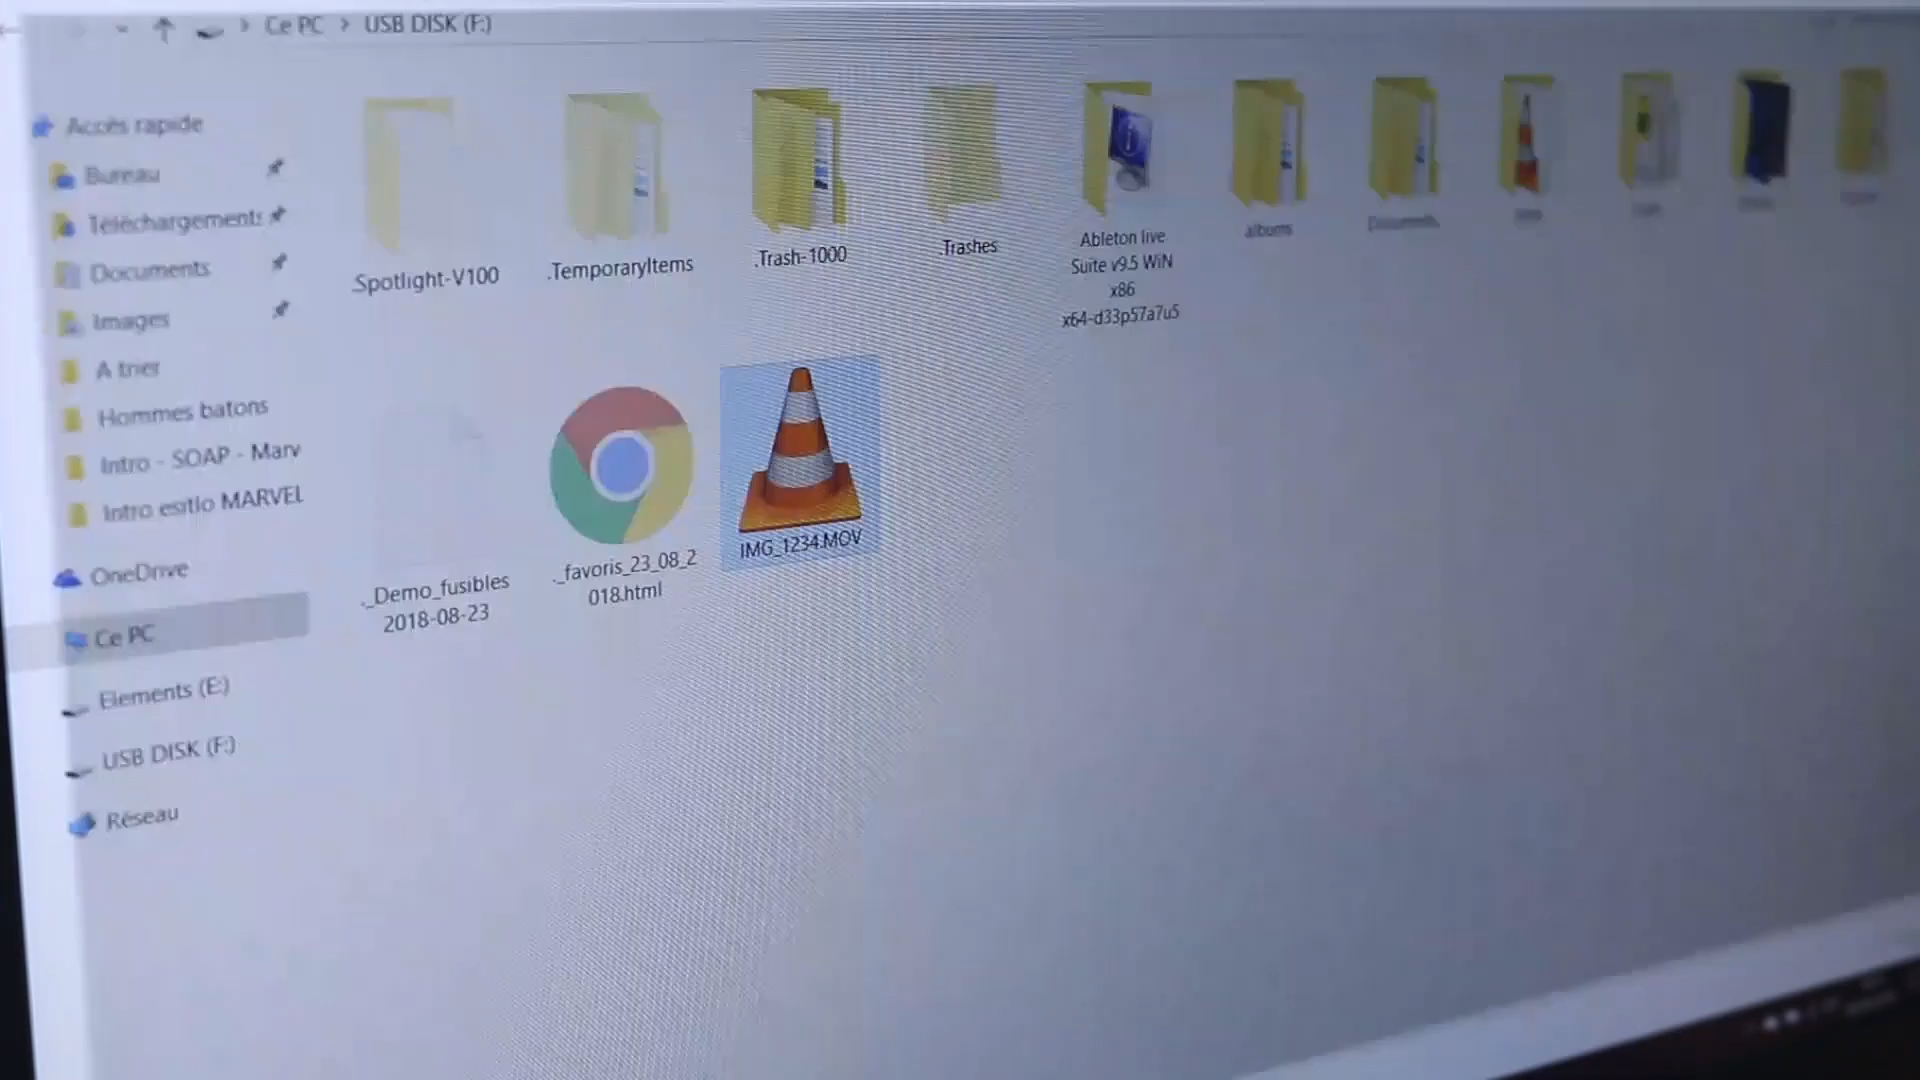 Ce PC > USB DISK (F:)
Accès rapide
Bureau
Téléchargements
Documents
Images
A trier
Hommes batons
Intro - SOAP - Marv
Intro esitlo MARVEL
OneDrive
Ce PC
Elements (E:)
USB DISK (F:)
Réseau
.Spotlight-V100
.TemporaryItems
.Trash-1000
.Trashes
Ableton live
Suite v9.5 WiN
x86
x64-d33p57a7u5
albums
Documents
._Demo_fusibles
2018-08-23
._favoris_23_08_2
018.html
IMG_1234.MOV